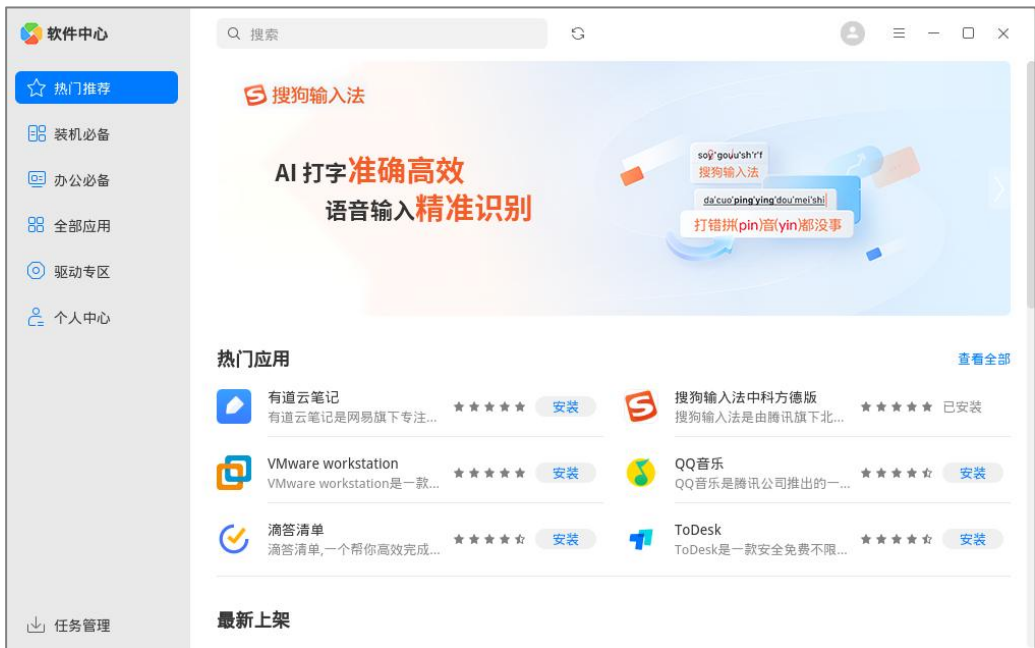 软件中心
搜索
热门推荐
装机必备
办公必备
全部应用
驱动专区
个人中心
任务管理
搜狗输入法
AI 打字准确高效
语音输入精准识别
搜狗输入法
da'cuo'ping'ying'dou'mei'shi
打错拼(pin)音(yin)都没事
热门应用
查看全部
有道云笔记
有道云笔记是网易旗下专注...
安装
搜狗输入法中科方德版
搜狗输入法是由腾讯旗下北...
已安装
VMware workstation
VMware workstation是一款...
安装
QQ音乐
QQ音乐是腾讯公司推出的一...
安装
滴答清单
滴答清单,一个帮你高效完成...
安装
ToDesk
ToDesk是一款安全免费不限...
安装
最新上架